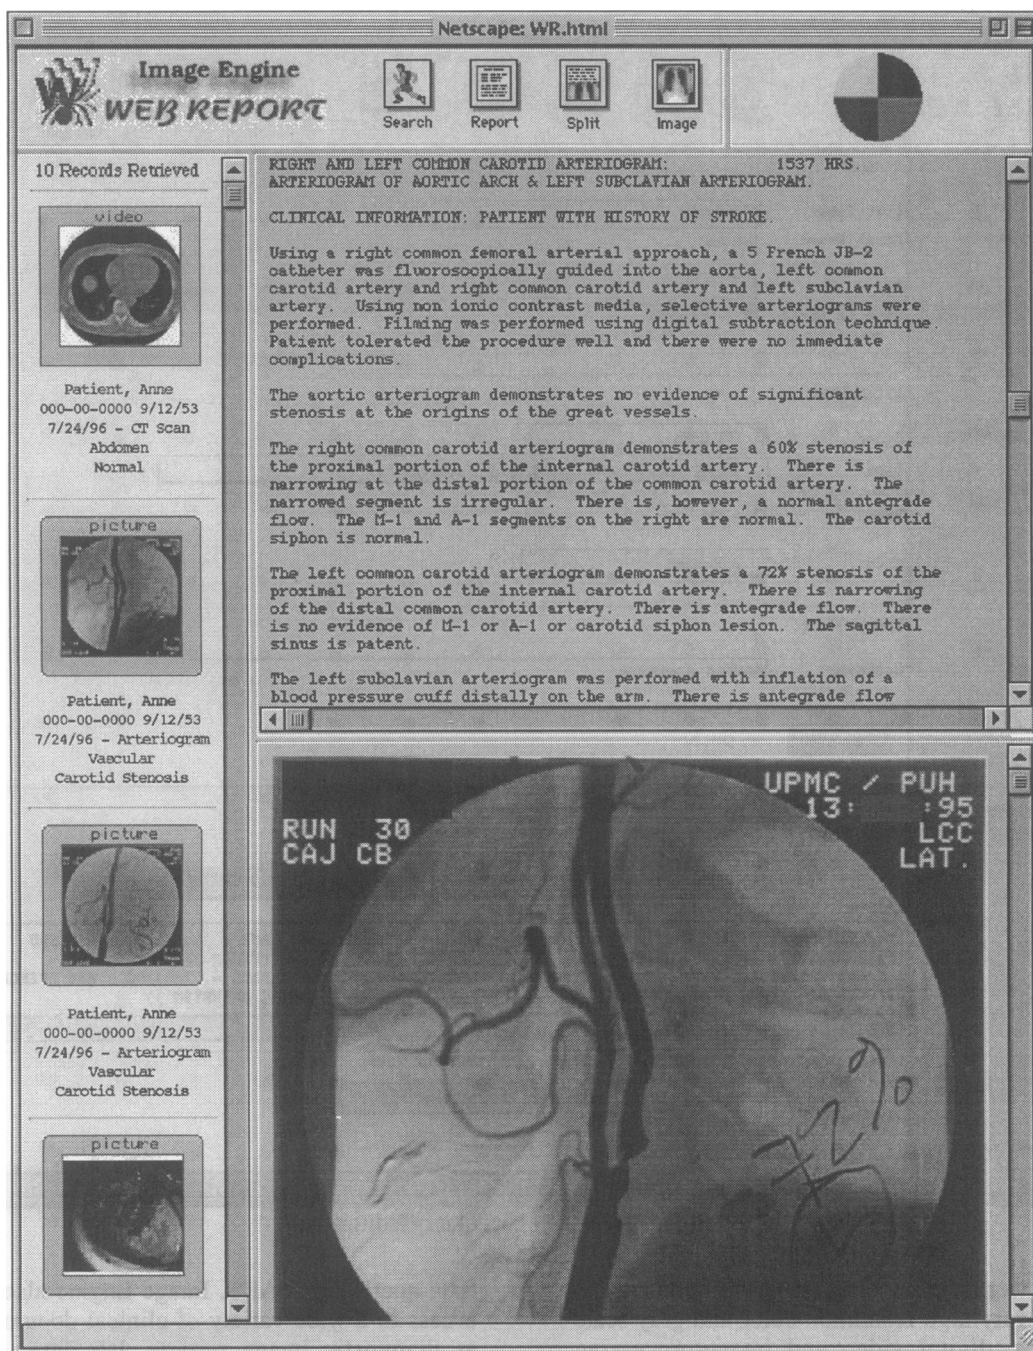 Netscape: WR.html
Image Engine
WEB REPORT
Search
Report
Split
Image
10 Records Retrieved
video
Patient, Anne
000-00-0000 9/12/53
7/24/96 - CT Scan
Abdomen
Normal
picture
Patient, Anne
000-00-0000 9/12/53
7/24/96 - Arteriogram
Vascular
Carotid Stenosis
picture
Patient, Anne
000-00-0000 9/12/53
7/24/96 - Arteriogram
Vascular
Carotid Stenosis
picture
RIGHT AND LEFT COMMON CAROTID ARTERIOGRAM: 1537 HRS.
ARTERIOGRAM OF AORTIC ARCH & LEFT SUBCLAVIAN ARTERIOGRAM.
CLINICAL INFORMATION: PATIENT WITH HISTORY OF STROKE.
Using a right common femoral arterial approach, a 5 French JB-2
catheter was fluoroscopically guided into the aorta, left common
carotid artery and right common carotid artery and left subclavian
artery. Using non ionic contrast media, selective arteriograms were
performed. Filming was performed using digital subtraction technique.
Patient tolerated the procedure well and there were no immediate
complications.
The aortic arteriogram demonstrates no evidence of significant
stenosis at the origins of the great vessels.
The right common carotid arteriogram demonstrates a 60% stenosis of
the proximal portion of the internal carotid artery. There is
narrowing at the distal portion of the common carotid artery. The
narrowed segment is irregular. There is, however, a normal antegrade
flow. The M-1 and A-1 segments on the right are normal. The carotid
siphon is normal.
The left common carotid arteriogram demonstrates a 72% stenosis of the
proximal portion of the internal carotid artery. There is narrowing
of the distal common carotid artery. There is antegrade flow. There
is no evidence of M-1 or A-1 or carotid siphon lesion. The sagittal
sinus is patent.
The left subclavian arteriogram was performed with inflation of a
blood pressure cuff distally on the arm. There is antegrade flow
UPMC / PUH
13: :95
RUN 30
LCC
CAJ CB
LAT.
72%